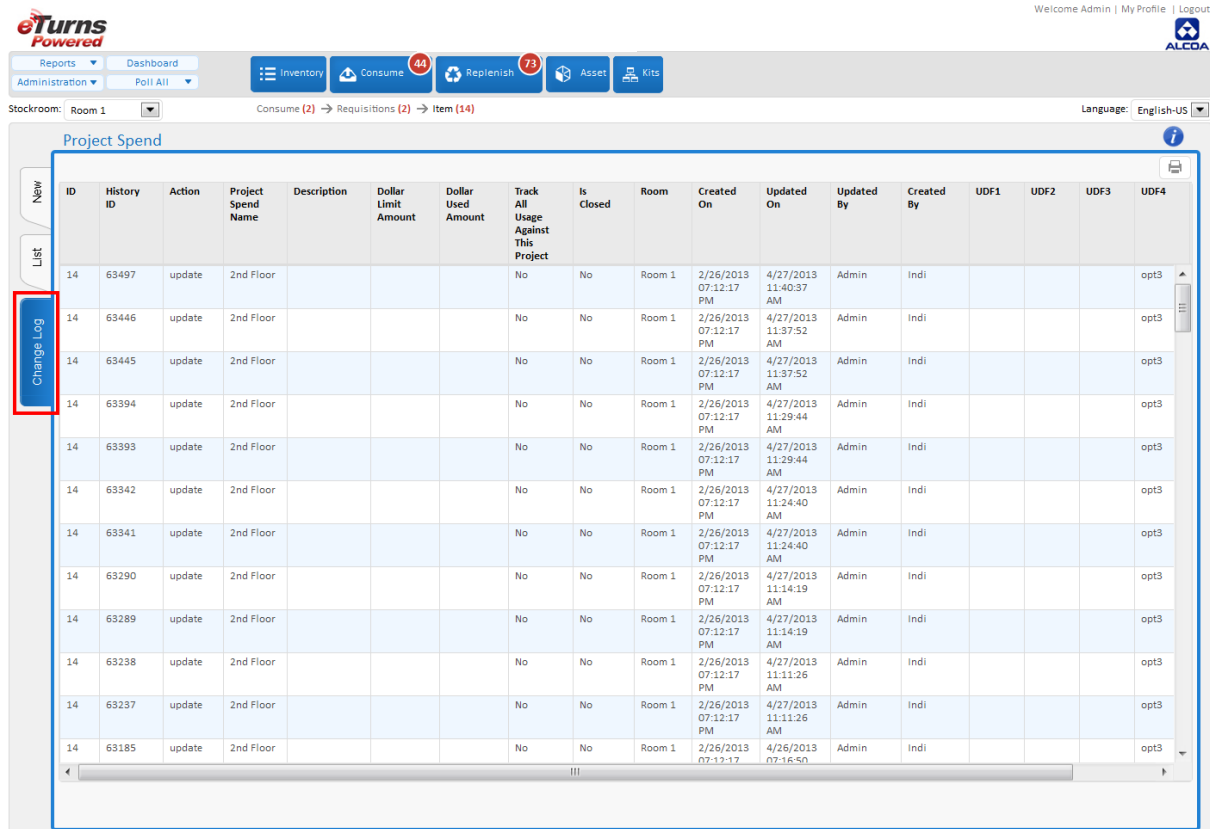 Welcome Admin | My Profile | Logout
eTurns
Powered
ALCOA
Reports Dashboard
Administration Poll All
Inventory Consume 44 Replenish 73 Asset Kits
Stockroom: Room 1 Consume (2) → Requisitions (2) → Item (14) Language: English-US
Project Spend
i
New
List
Change Log
ID History ID Action Project Spend Name Description Dollar Limit Amount Dollar Used Amount Track All Usage Against This Project Is Closed Room Created On Updated On Updated By Created By UDF1 UDF2 UDF3 UDF4
14 63497 update 2nd Floor No No Room 1 2/26/2013 07:12:17 PM 4/27/2013 11:40:37 AM Admin Indi opt3
14 63446 update 2nd Floor No No Room 1 2/26/2013 07:12:17 PM 4/27/2013 11:37:52 AM Admin Indi opt3
14 63445 update 2nd Floor No No Room 1 2/26/2013 07:12:17 PM 4/27/2013 11:37:52 AM Admin Indi opt3
14 63394 update 2nd Floor No No Room 1 2/26/2013 07:12:17 PM 4/27/2013 11:29:44 AM Admin Indi opt3
14 63393 update 2nd Floor No No Room 1 2/26/2013 07:12:17 PM 4/27/2013 11:29:44 AM Admin Indi opt3
14 63342 update 2nd Floor No No Room 1 2/26/2013 07:12:17 PM 4/27/2013 11:24:40 AM Admin Indi opt3
14 63341 update 2nd Floor No No Room 1 2/26/2013 07:12:17 PM 4/27/2013 11:24:40 AM Admin Indi opt3
14 63290 update 2nd Floor No No Room 1 2/26/2013 07:12:17 PM 4/27/2013 11:14:19 AM Admin Indi opt3
14 63289 update 2nd Floor No No Room 1 2/26/2013 07:12:17 PM 4/27/2013 11:14:19 AM Admin Indi opt3
14 63238 update 2nd Floor No No Room 1 2/26/2013 07:12:17 PM 4/27/2013 11:11:26 AM Admin Indi opt3
14 63237 update 2nd Floor No No Room 1 2/26/2013 07:12:17 PM 4/27/2013 11:11:26 AM Admin Indi opt3
14 63185 update 2nd Floor No No Room 1 2/26/2013 07:12:17 4/26/2013 07:16:50 Admin Indi opt3